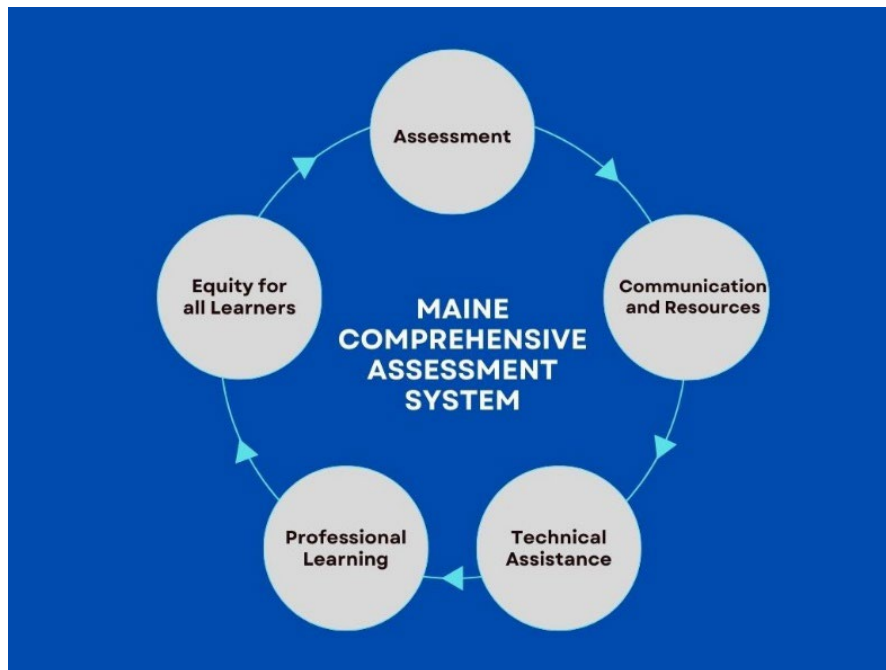 Assessment
Communication
and Resources
Technical
Assistance
Professional
Learning
Equity for
all Learners
MAINE
COMPREHENSIVE
ASSESSMENT
SYSTEM